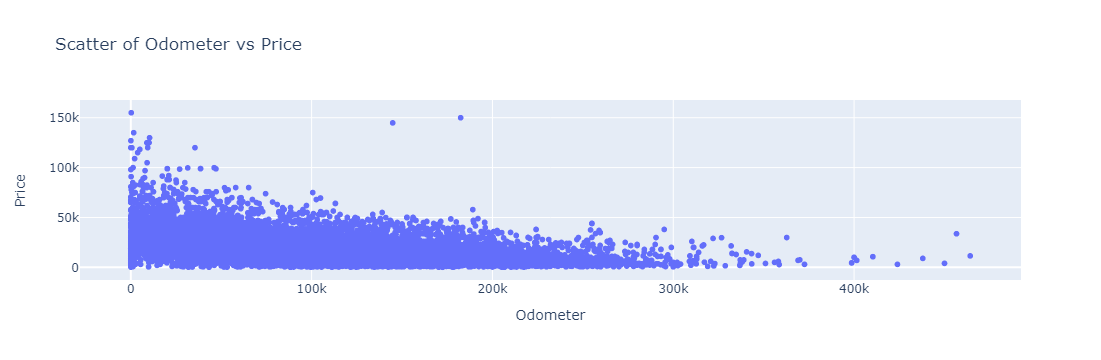 Scatter of Odometer vs Price
150k
100k
50k
0
Price
0 100k 200k 300k 400k
Odometer